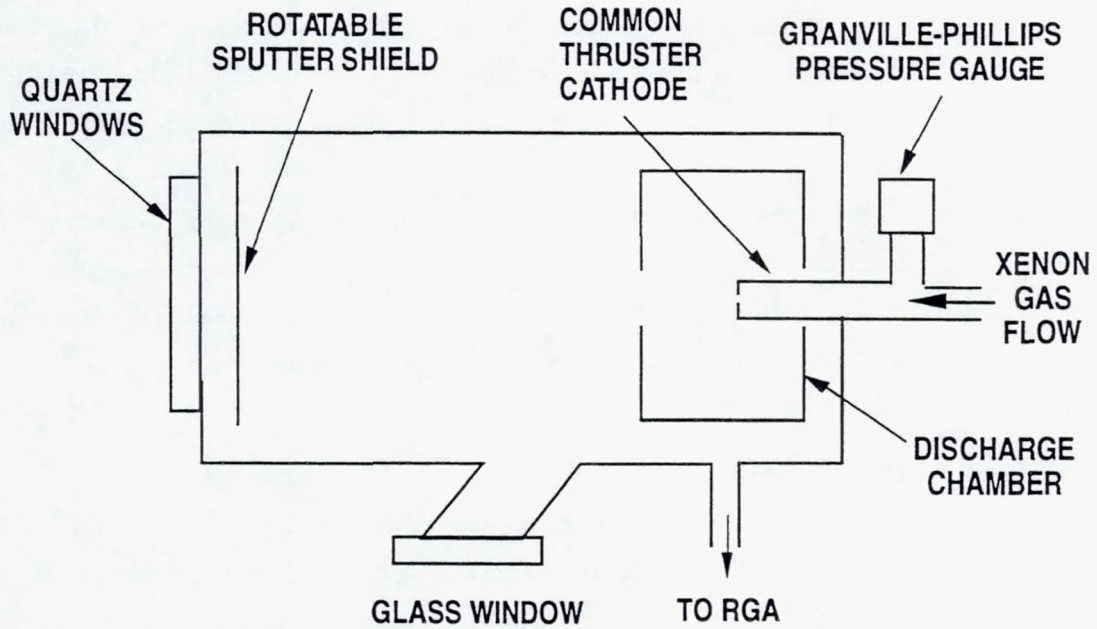 ROTATABLE
SPUTTER SHIELD
COMMON
THRUSTER
CATHODE
GRANVILLE-PHILLIPS
PRESSURE GAUGE
QUARTZ
WINDOWS
XENON
GAS
FLOW
DISCHARGE
CHAMBER
GLASS WINDOW
TO RGA